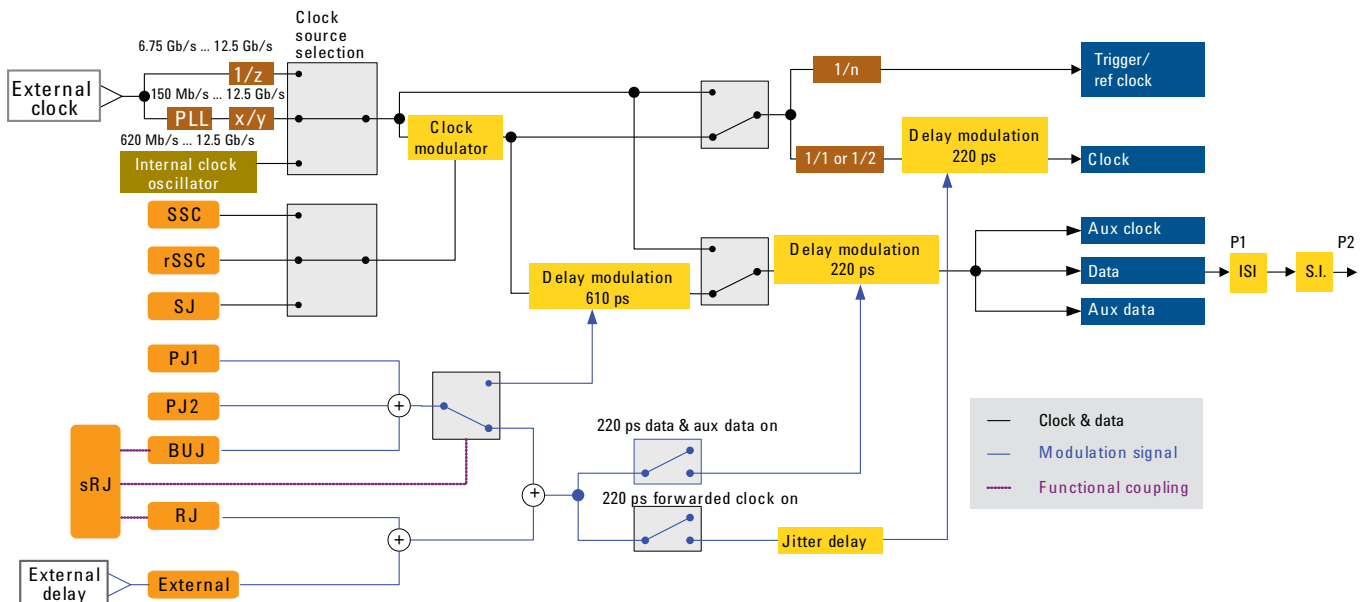 Clock
source
selection
6.75 Gb/s ... 12.5 Gb/s
External
clock
1/z
150 Mb/s ... 12.5 Gb/s
PLL
x/y
620 Mb/s ... 12.5 Gb/s
Internal clock
oscillator
Clock
modulator
1/n
Trigger/
ref clock
1/1 or 1/2
Delay modulation
220 ps
Clock
SSC
rSSC
SJ
Delay modulation
610 ps
Delay modulation
220 ps
Aux clock
Data
Aux data
P1
ISI
S.I.
P2
PJ1
PJ2
BUJ
sRJ
RJ
External
delay
External
220 ps data & aux data on
220 ps forwarded clock on
Jitter delay
Clock & data
Modulation signal
Functional coupling